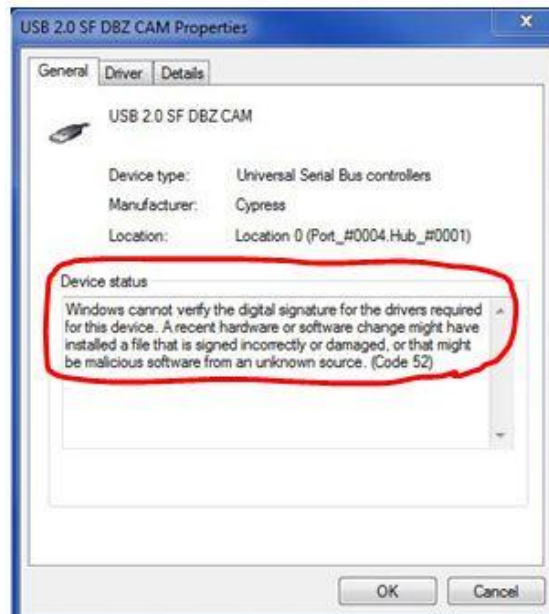 USB 2.0 SF DBZ CAM Properties
x
General Driver Details
USB 2.0 SF DBZ CAM
Device type: Universal Serial Bus controllers
Manufacturer: Cypress
Location: Location 0 (Port_#0004.Hub_#0001)
Device status
Windows cannot verify the digital signature for the drivers required
for this device. A recent hardware or software change might have
installed a file that is signed incorrectly or damaged, or that might
be malicious software from an unknown source. (Code 52)
OK Cancel